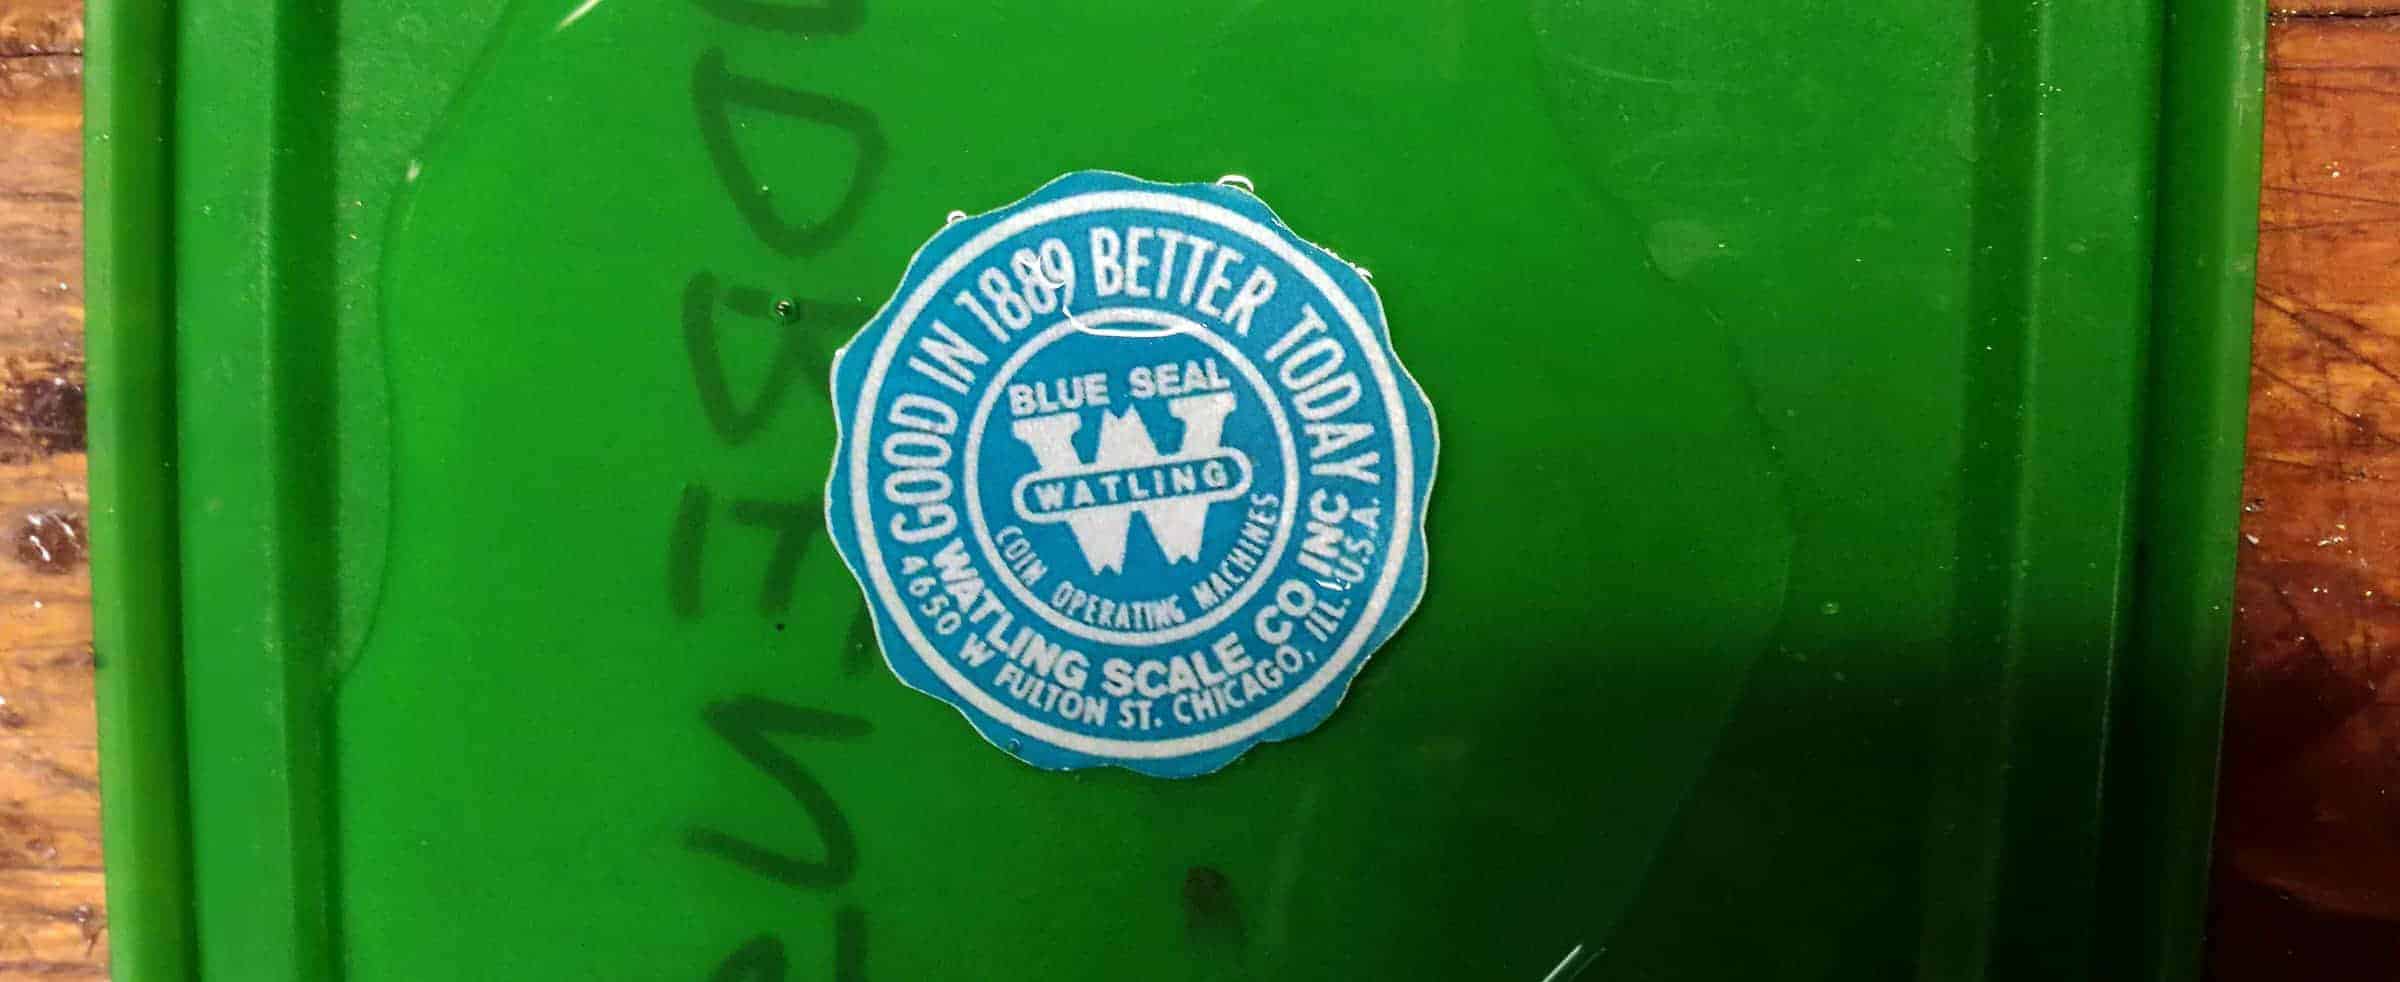 GOOD IN 1889 BETTER TODAY
BLUE SEAL
W
WATLING
COIN OPERATING MACHINES
WATLING SCALE CO INC
4650 W FULTON ST. CHICAGO, ILL. U.S.A.